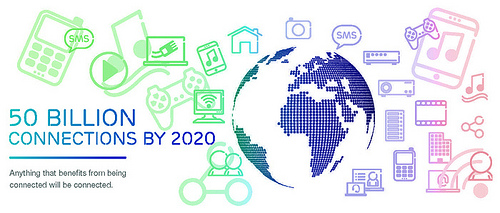 SMS
SMS
50 BILLION
CONNECTIONS BY 2020
Anything that benefits from being
connected will be connected.